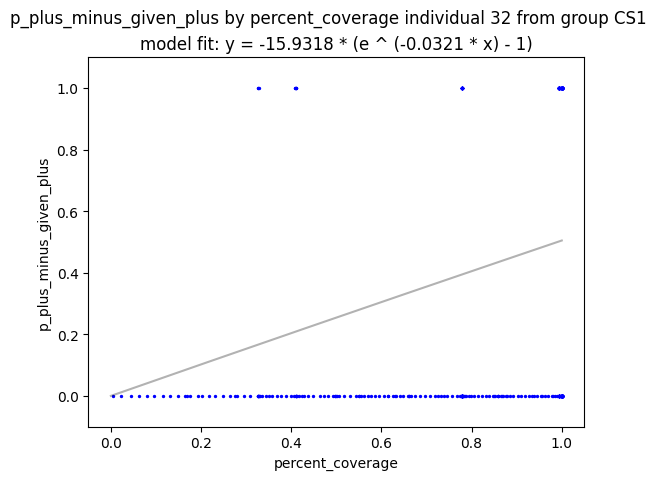 p_plus_minus_given_plus by percent_coverage individual 32 from group CS1
model fit: y = -15.9318 * (e ^ (-0.0321 * x) - 1)
1.0
0.8
0.6
0.4
0.2
0.0
p_plus_minus_given_plus
0.0 0.2 0.4 0.6 0.8 1.0
percent_coverage